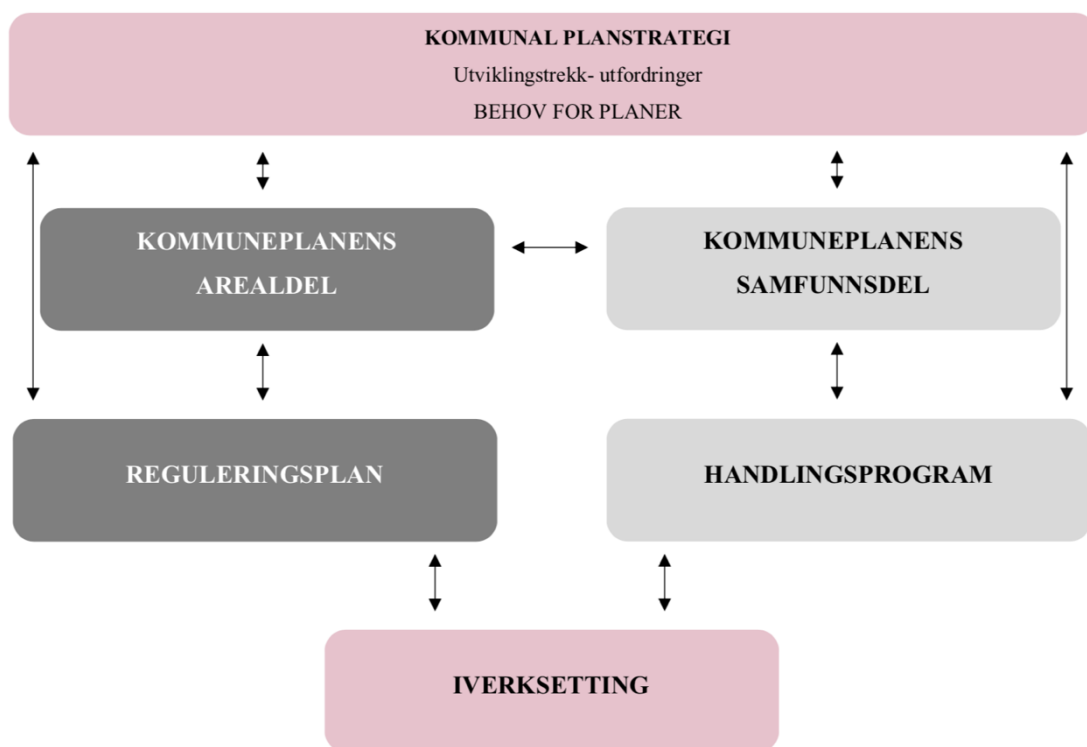 KOMMUNAL PLANSTRATEGI
Utviklingstrekk- utfordringer
BEHOV FOR PLANER
KOMMUNEPLANENS
AREALDEL
KOMMUNEPLANENS
SAMFUNNSDEL
REGULERINGSPLAN
HANDLINGSPROGRAM
IVERKSETTING